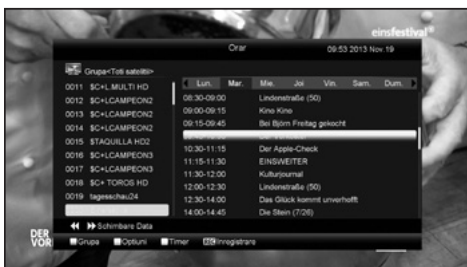 einsfestival
Orar 09:53 2013 Nov.19
Grupa<Toti satelitii>
Lun. Mar. Mie. Joi Vin. Sam. Dum.
0011 $C+L.MULTI HD
0012 $C+LCAMPEON2
0013 $C+LCAMPEON2
0014 $C+LCAMPEON2
0015 STAQUILLA HD2
0016 $C+LCAMPEON3
0017 $C+LCAMPEON3
0018 $C+ TOROS HD
0019 tagesschau24
08:30-09:00 Lindenstraße (50)
09:00-09:15 Kino Kino
09:15-09:45 Bei Björn Freitag gekocht
10:30-11:15 Der Apple-Check
11:15-11:30 EINSWEITER
11:30-12:00 Kulturjournal
12:00-12:30 Lindenstraße (50)
12:30-14:00 Das Glück kommt unverhofft
14:00-14:45 Die Stein (7/26)
Schimbare Data
Grupa Optiuni Timer Inregistrare
DER
VOR